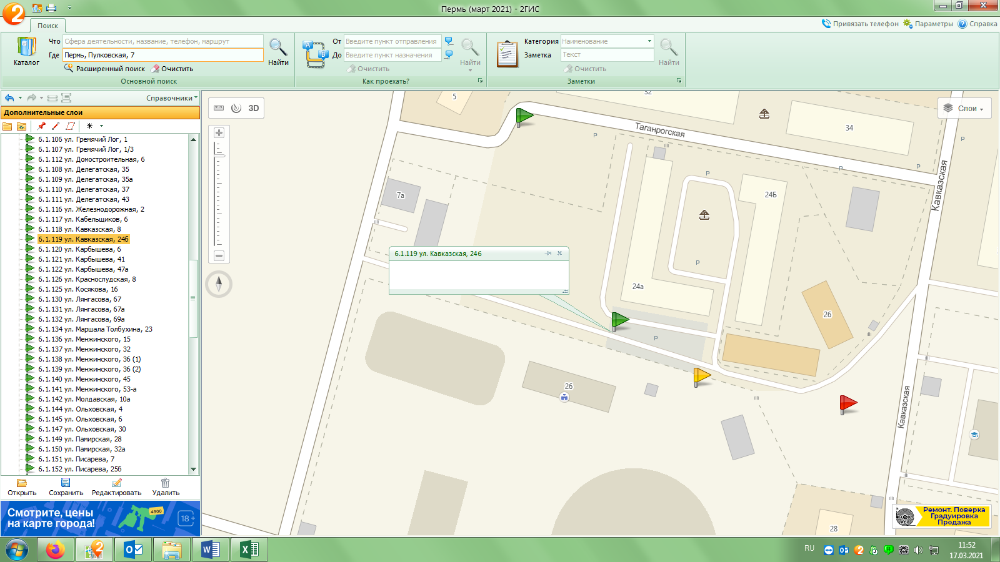 Пермь (март 2021) - 2ГИС
Поиск
Привязать телефон
Параметры
Справка
Каталог
Что
Сфера деятельности, название, телефон, маршрут
Где
Пермь, Пулковская, 7
Расширенный поиск
Очистить
Найти
Основной поиск
От
Введите пункт отправления
До
Введите пункт назначения
Очистить
Найти
Как проехать?
Категория
Наименование
Заметка
Текст
Очистить
Найти
Заметки
Справочники
Дополнительные слои
6.1.106 ул. Гремячий Лог, 1
6.1.107 ул. Гремячий Лог, 1/3
6.1.112 ул. Домостроительная, 6
6.1.108 ул. Делегатская, 35
6.1.109 ул. Делегатская, 35а
6.1.110 ул. Делегатская, 37
6.1.111 ул. Делегатская, 43
6.1.116 ул. Железнодорожная, 2
6.1.117 ул. Кабельщиков, 6
6.1.118 ул. Кавказская, 8
6.1.119 ул. Кавказская, 24б
6.1.120 ул. Карбышева, 6
6.1.121 ул. Карбышева, 41
6.1.122 ул. Карбышева, 47а
6.1.126 ул. Краснослудская, 8
6.1.125 ул. Косякова, 16
6.1.130 ул. Лянгасова, 67
6.1.131 ул. Лянгасова, 67а
6.1.132 ул. Лянгасова, 69а
6.1.134 ул. Маршала Толбухина, 23
6.1.136 ул. Менжинского, 15
6.1.137 ул. Менжинского, 32
6.1.138 ул. Менжинского, 36 (1)
6.1.139 ул. Менжинского, 36 (2)
6.1.140 ул. Менжинского, 45
6.1.141 ул. Менжинского, 53-а
6.1.142 ул. Молдавская, 10а
6.1.144 ул. Ольховская, 4
6.1.145 ул. Ольховская, 6
6.1.147 ул. Ольховская, 30
6.1.149 ул. Памирская, 28
6.1.150 ул. Памирская, 32а
6.1.151 ул. Писарева, 7
6.1.152 ул. Писарева, 25б
Открыть
Сохранить
Редактировать
Удалить
Смотрите, цены
на карте города!
4900
18+
3D
Слои
5
32
34
Таганрогская
P
P
P
P
P
Кавказская
7а
24Б
P
24а
26
P
6.1.119 ул. Кавказская, 24б
26
Кавказская
28
Ремонт. Поверка
Градуировка
Продажа
RU
11:52
17.03.2021